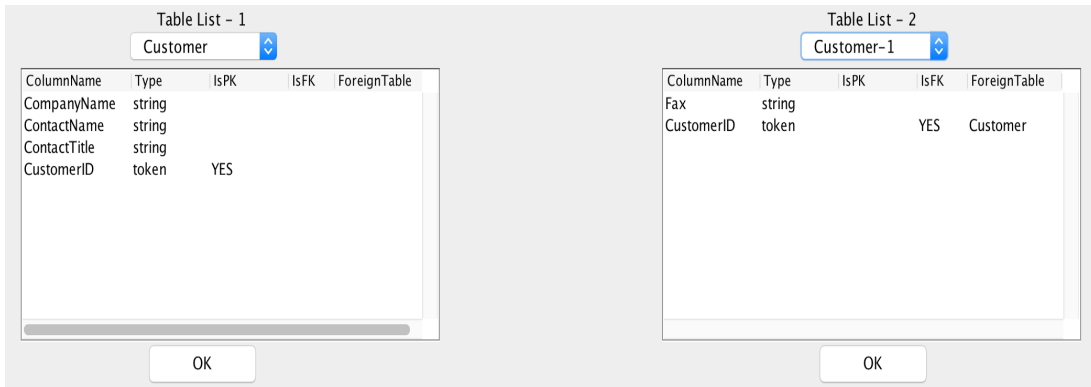 Table List – 1
Customer
ColumnName Type IsPK IsFK ForeignTable
CompanyName string
ContactName string
ContactTitle string
CustomerID token YES
OK
Table List – 2
Customer–1
ColumnName Type IsPK IsFK ForeignTable
Fax string
CustomerID token YES Customer
OK